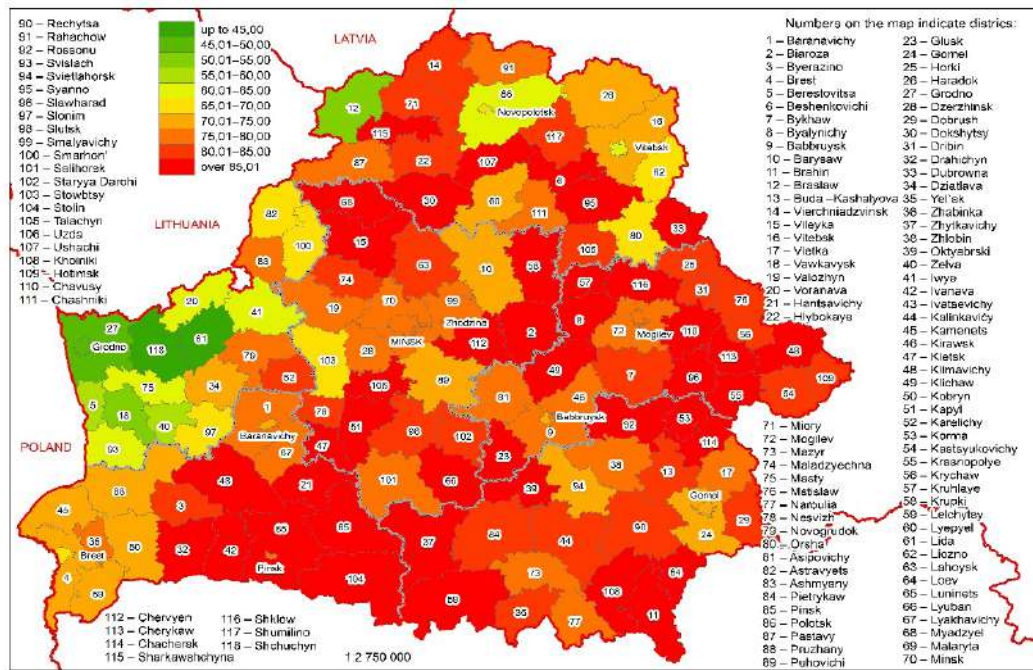 90 – Rechytsa
91 – Rahachow
92 – Rossonu
93 – Svislach
94 – Svietlahorsk
95 – Syanno
96 – Slawharad
97 – Slonim
98 – Slutsk
99 – Smalyavichy
100 – Smarhon'
101 – Salihorsk
102 – Staryya Darohi
103 – Stowbtsy
104 – Stolin
105 – Talachyn
106 – Uzda
107 – Ushachi
108 – Khoiniki
109 – Hotimsk
110 – Chavusy
111 – Chashniki
up to 45,00
45,01–50,00
50,01–55,00
55,01–60,00
60,01–65,00
65,01–70,00
70,01–75,00
75,01–80,00
80,01–85,00
over 85,01
LATVIA
LITHUANIA
POLAND
Numbers on the map indicate districs:
1 – Baranavichy
2 – Biaroza
3 – Byerazino
4 – Brest
5 – Berestovitsa
6 – Beshenkovichi
7 – Bykhaw
8 – Byalynichy
9 – Babbruysk
10 – Barysaw
11 – Brahin
12 – Braslaw
13 – Buda –Kashalyova
14 – Vierchniadzvinsk
15 – Vileyka
16 – Vitebsk
17 – Vietka
18 – Vawkavysk
19 – Valozhyn
20 – Voranava
21 – Hantsavichy
22 – Hlybokaye
23 – Glusk
24 – Gomel
25 – Horki
26 – Haradok
27 – Grodno
28 – Dzerzhinsk
29 – Dobrush
30 – Dokshytsy
31 – Dribin
32 – Drahichyn
33 – Dubrowna
34 – Dziatlava
35 – Yel'sk
36 – Zhabinka
37 – Zhytkavichy
38 – Zhlobin
39 – Oktyabrski
40 – Zelva
41 – Iwye
42 – Ivanava
43 – Ivatsevichy
44 – Kalinkavičy
45 – Kamenets
46 – Kirawsk
47 – Kletsk
48 – Klimavichy
49 – Klichaw
50 – Kobryn
51 – Kapyl
52 – Karelichy
53 – Korma
54 – Kastsyukovichy
55 – Krasnopolye
56 – Krychaw
57 – Kruhlaye
58 – Krupki
59 – Lelchytsy
60 – Lyepyel
61 – Lida
62 – Liozno
63 – Lahoysk
64 – Loev
65 – Luninets
66 – Lyuban
67 – Lyakhavichy
68 – Myadzyel
69 – Malaryta
70 – Minsk
71 – Miory
72 – Mogilev
73 – Mazyr
74 – Maladzyechna
75 – Masty
76 – Mstislaw
77 – Naroulia
78 – Nesvizh
79 – Novogrudok
80 – Orsha
81 – Asipovichy
82 – Astravyets
83 – Ashmyany
84 – Pietrykaw
85 – Pinsk
86 – Polotsk
87 – Pastavy
88 – Pruzhany
89 – Puhovichi
Novopolotsk
Vitebsk
Grodno
MINSK
Zhodzina
Mogilev
Baranavichy
Babbruysk
Gomel
Brest
Pinsk
112 – Chervyen
113 – Cherykaw
114 – Chachersk
115 – Sharkawshchyna
116 – Shklow
117 – Shumilino
118 – Shchuchyn
1:2 750 000